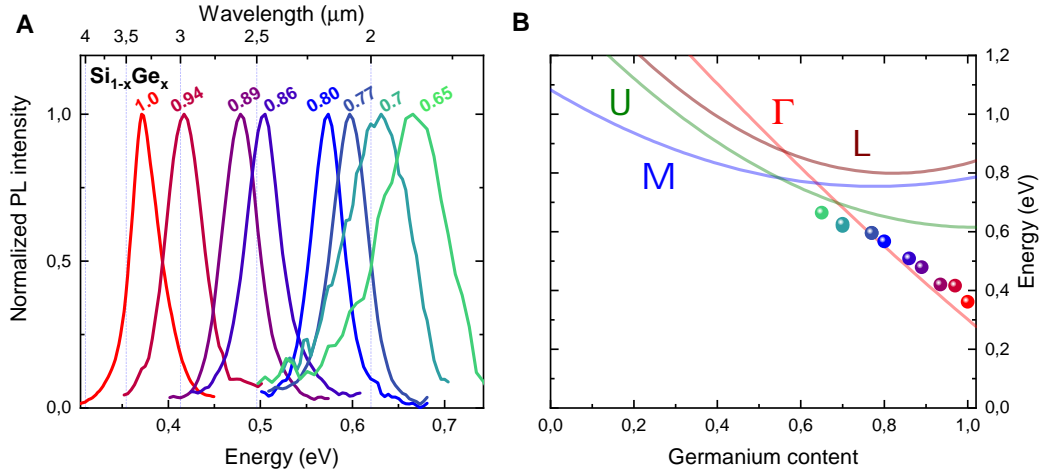 A
Wavelength (μm)
4 3,5 3 2,5 2
Si1-xGex
1.0 0.94 0.89 0.86 0.80 0.77 0.7 0.65
Normalized PL intensity
1,0
0,5
0,0
0,4 0,5 0,6 0,7
Energy (eV)
B
U
M
Γ
L
1,2
1,0
0,8
0,6
0,4
0,2
0,0
Energy (eV)
0,0 0,2 0,4 0,6 0,8 1,0
Germanium content